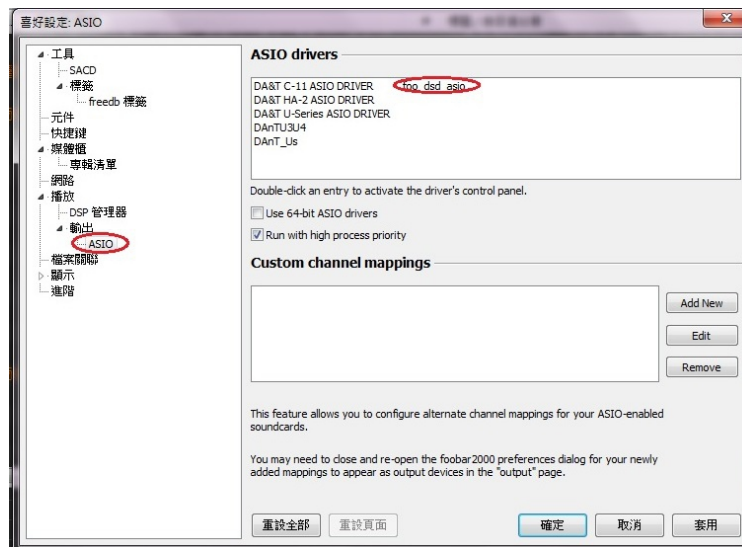 喜好設定: ASIO
工具
SACD
標籤
freedb 標籤
元件
快捷鍵
媒體櫃
專輯清單
網路
播放
DSP 管理器
輸出
ASIO
檔案關聯
顯示
進階
ASIO drivers
DA&T C-11 ASIO DRIVER foo_dsd_asio
DA&T HA-2 ASIO DRIVER
DA&T U-Series ASIO DRIVER
DAnTU3U4
DAnT_Us
Double-click an entry to activate the driver's control panel.
Use 64-bit ASIO drivers
Run with high process priority
Custom channel mappings
Add New
Edit
Remove
This feature allows you to configure alternate channel mappings for your ASIO-enabled
soundcards.
You may need to close and re-open the foobar2000 preferences dialog for your newly
added mappings to appear as output devices in the "output" page.
重設全部 重設頁面 確定 取消 套用